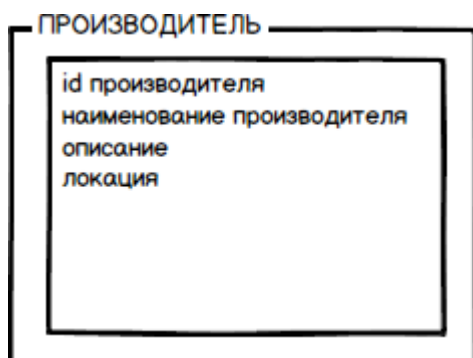 ПРОИЗВОДИТЕЛЬ
id производителя
наименование производителя
описание
локация